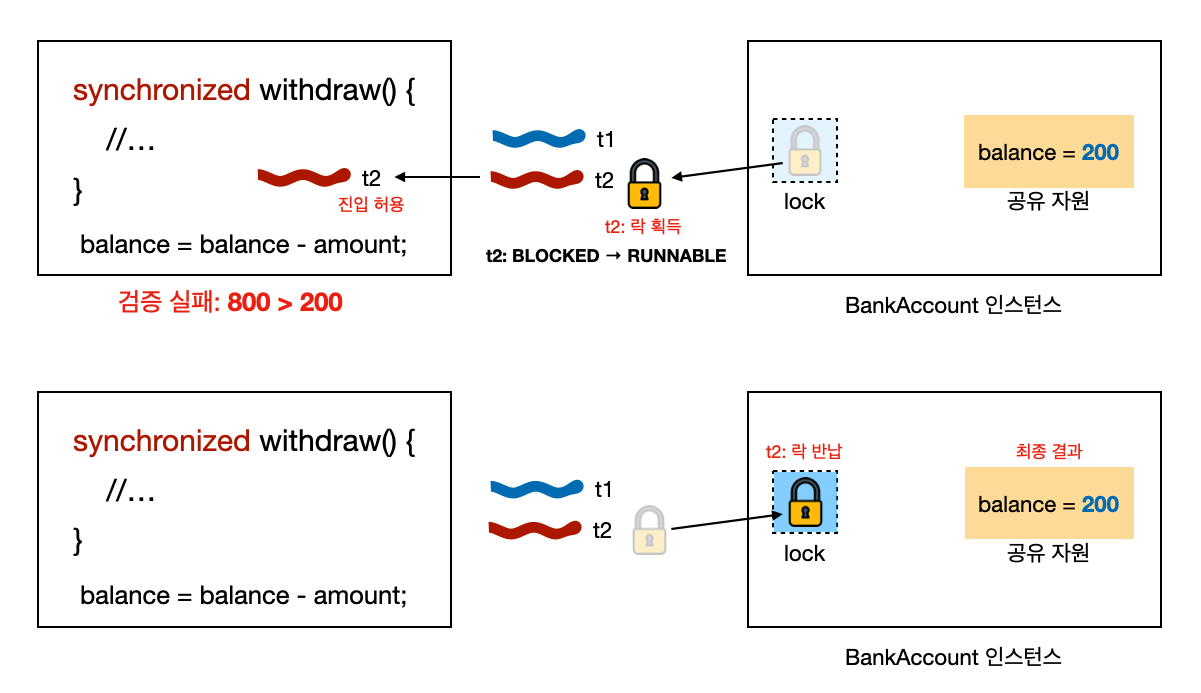 synchronized withdraw() {
//...
t2
진입 허용
}
balance = balance - amount;
검증 실패: 800 > 200
t1
t2
t2: 락 획득
t2: BLOCKED → RUNNABLE
lock
balance = 200
공유 자원
BankAccount 인스턴스
synchronized withdraw() {
//...
}
balance = balance - amount;
t1
t2
t2: 락 반납
lock
최종 결과
balance = 200
공유 자원
BankAccount 인스턴스